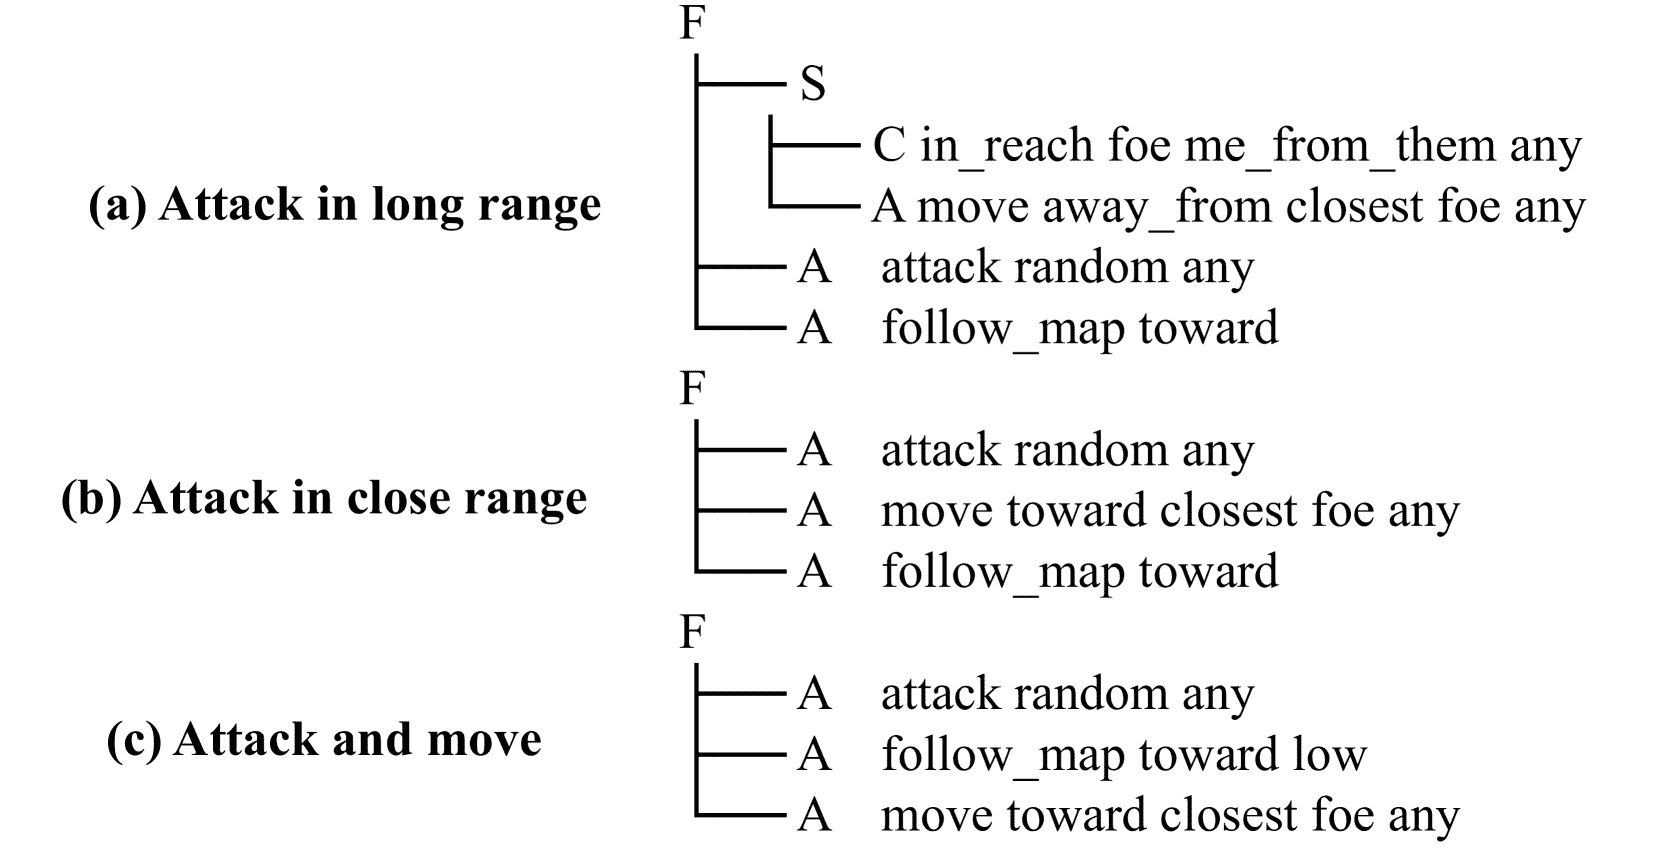 F
S
C in_reach foe me_from_them any
(a) Attack in long range
A move away_from closest foe any
A attack random any
A follow_map toward
F
A attack random any
(b) Attack in close range
A move toward closest foe any
A follow_map toward
F
A attack random any
(c) Attack and move
A follow_map toward low
A move toward closest foe any